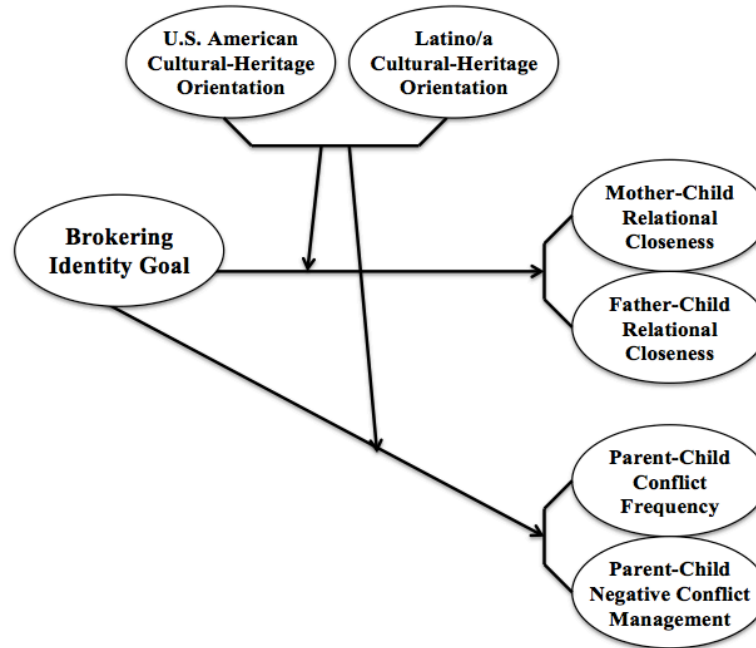 U.S. American
Cultural-Heritage
Orientation
Latino/a
Cultural-Heritage
Orientation
Brokering
Identity Goal
Mother-Child
Relational
Closeness
Father-Child
Relational
Closeness
Parent-Child
Conflict
Frequency
Parent-Child
Negative Conflict
Management